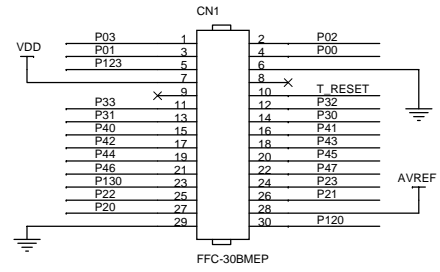 CN1
P03 1 2 P02
VDD P01 3 4 P00
P123 5 6
7 8
9 10 T_RESET
P33 11 12 P32
P31 13 14 P30
P40 15 16 P41
P42 17 18 P43
P44 19 20 P45
P46 21 22 P47
P130 23 24 P23 AVREF
P22 25 26 P21
P20 27 28
29 30 P120
FFC-30BMEP